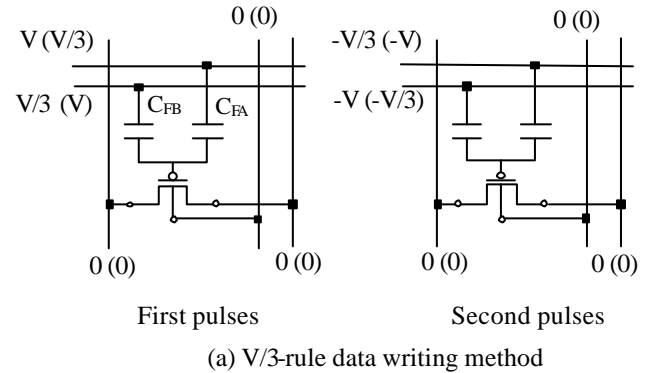 0 (0) 0 (0)
V (V/3) -V/3 (-V)
V/3 (V) CFB CFA -V (-V/3)
0 (0) 0 (0) 0 (0) 0 (0)
First pulses Second pulses
(a) V/3-rule data writing method